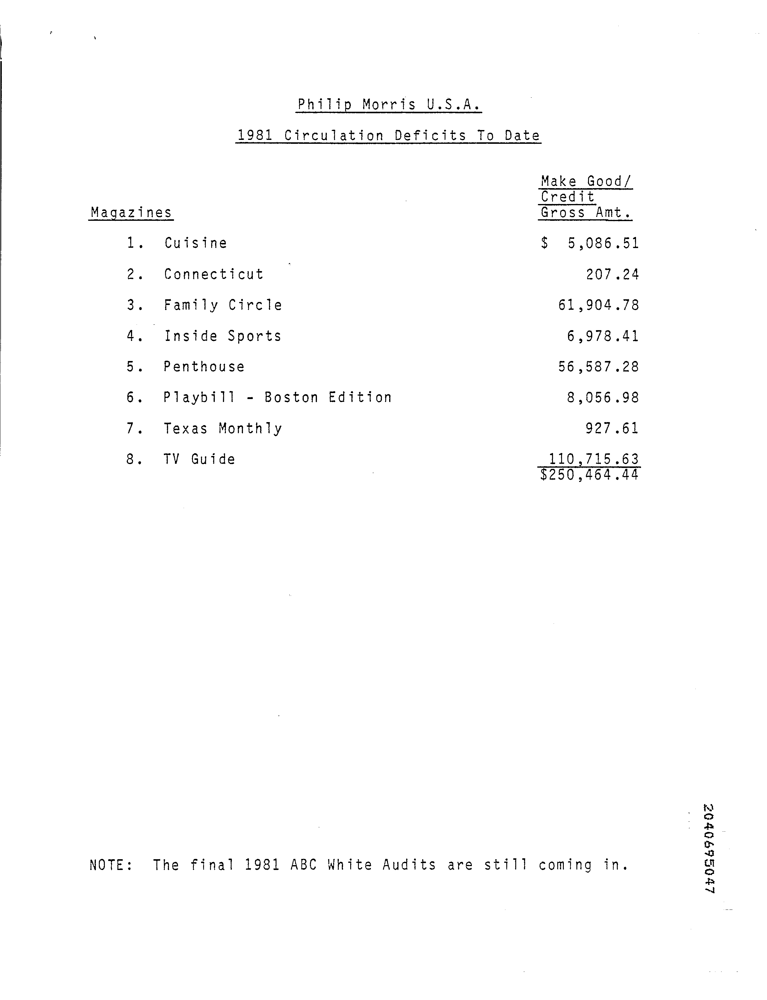 Philip Morris U.S.A.
1981 Circulation Deficits To Date
Make Good/
Credit
Magazines Gross Amt.
1. Cuisine $ 5,086.51
2. Connecticut 207.24
3. Family Circle 61,904.78
4. Inside Sports 6,978.41
5. Penthouse 56,587.28
6. Playbill - Boston Edition 8,056.98
7. Texas Monthly 927.61
8. TV Guide 110,715.63
$250,464.44
NOTE: The final 1981 ABC White Audits are still coming in.
2040695047